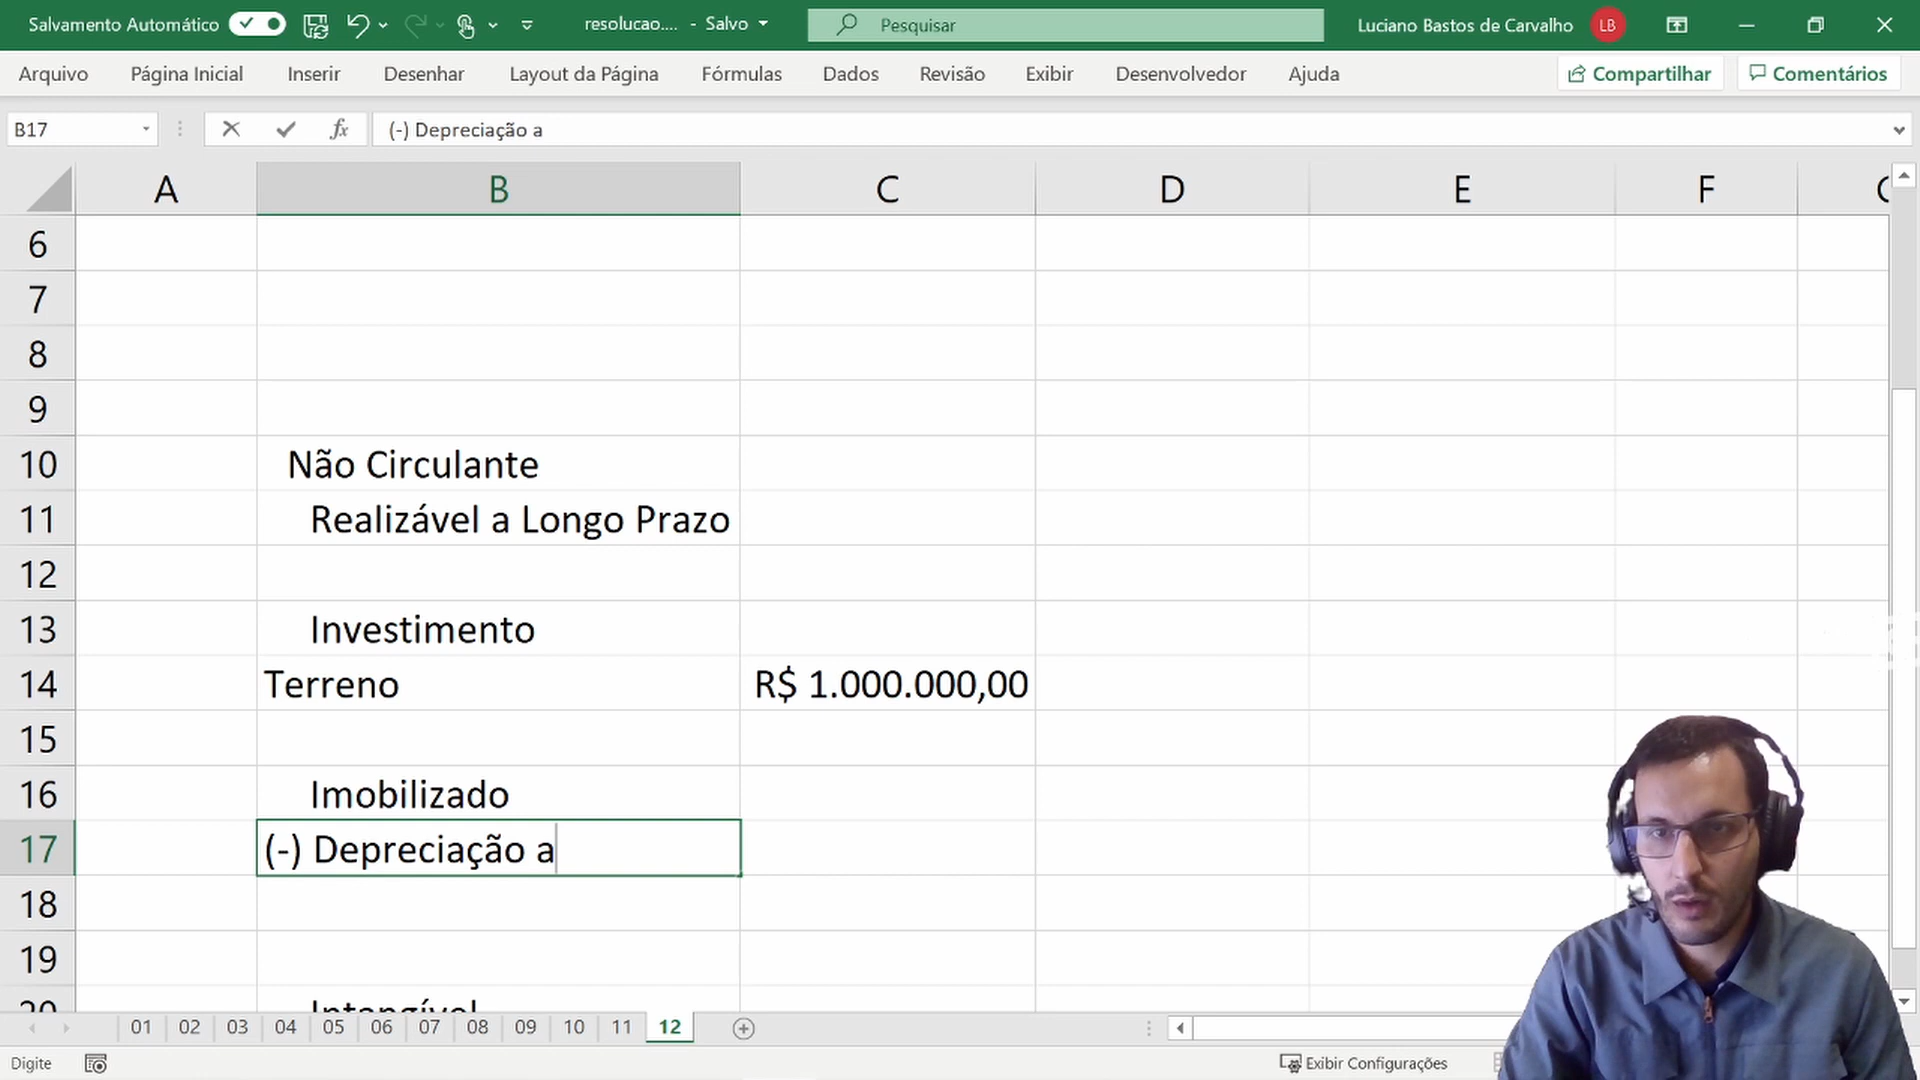 Salvamento Automático
resolucao.... - Salvo
Pesquisar
Luciano Bastos de Carvalho
LB
Arquivo
Página Inicial
Inserir
Desenhar
Layout da Página
Fórmulas
Dados
Revisão
Exibir
Desenvolvedor
Ajuda
Compartilhar
Comentários
B17
fx
(-) Depreciação a
A
B
C
D
E
F
6
7
8
9
10
Não Circulante
11
Realizável a Longo Prazo
12
13
Investimento
14
Terreno
R$ 1.000.000,00
15
16
Imobilizado
17
(-) Depreciação a
18
19
20
Intangível
01
02
03
04
05
06
07
08
09
10
11
12
Digite
Exibir Configurações